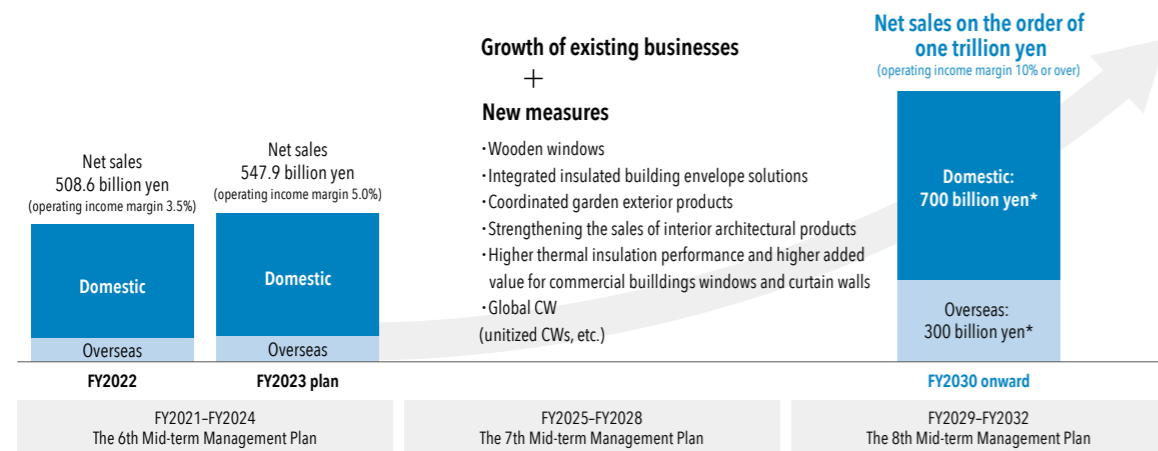 Net sales
508.6 billion yen
(operating income margin 3.5%)
Domestic
Overseas
FY2022
Net sales
547.9 billion yen
(operating income margin 5.0%)
Domestic
Overseas
FY2023 plan
FY2021–FY2024
The 6th Mid-term Management Plan
Growth of existing businesses
+
New measures
・Wooden windows
・Integrated insulated building envelope solutions
・Coordinated garden exterior products
・Strengthening the sales of interior architectural products
・Higher thermal insulation performance and higher added
value for commercial builldings windows and curtain walls
・Global CW
(unitized CWs, etc.)
FY2025–FY2028
The 7th Mid-term Management Plan
Net sales on the order of
one trillion yen
(operating income margin 10% or over)
Domestic:
700 billion yen*
Overseas:
300 billion yen*
FY2030 onward
FY2029–FY2032
The 8th Mid-term Management Plan